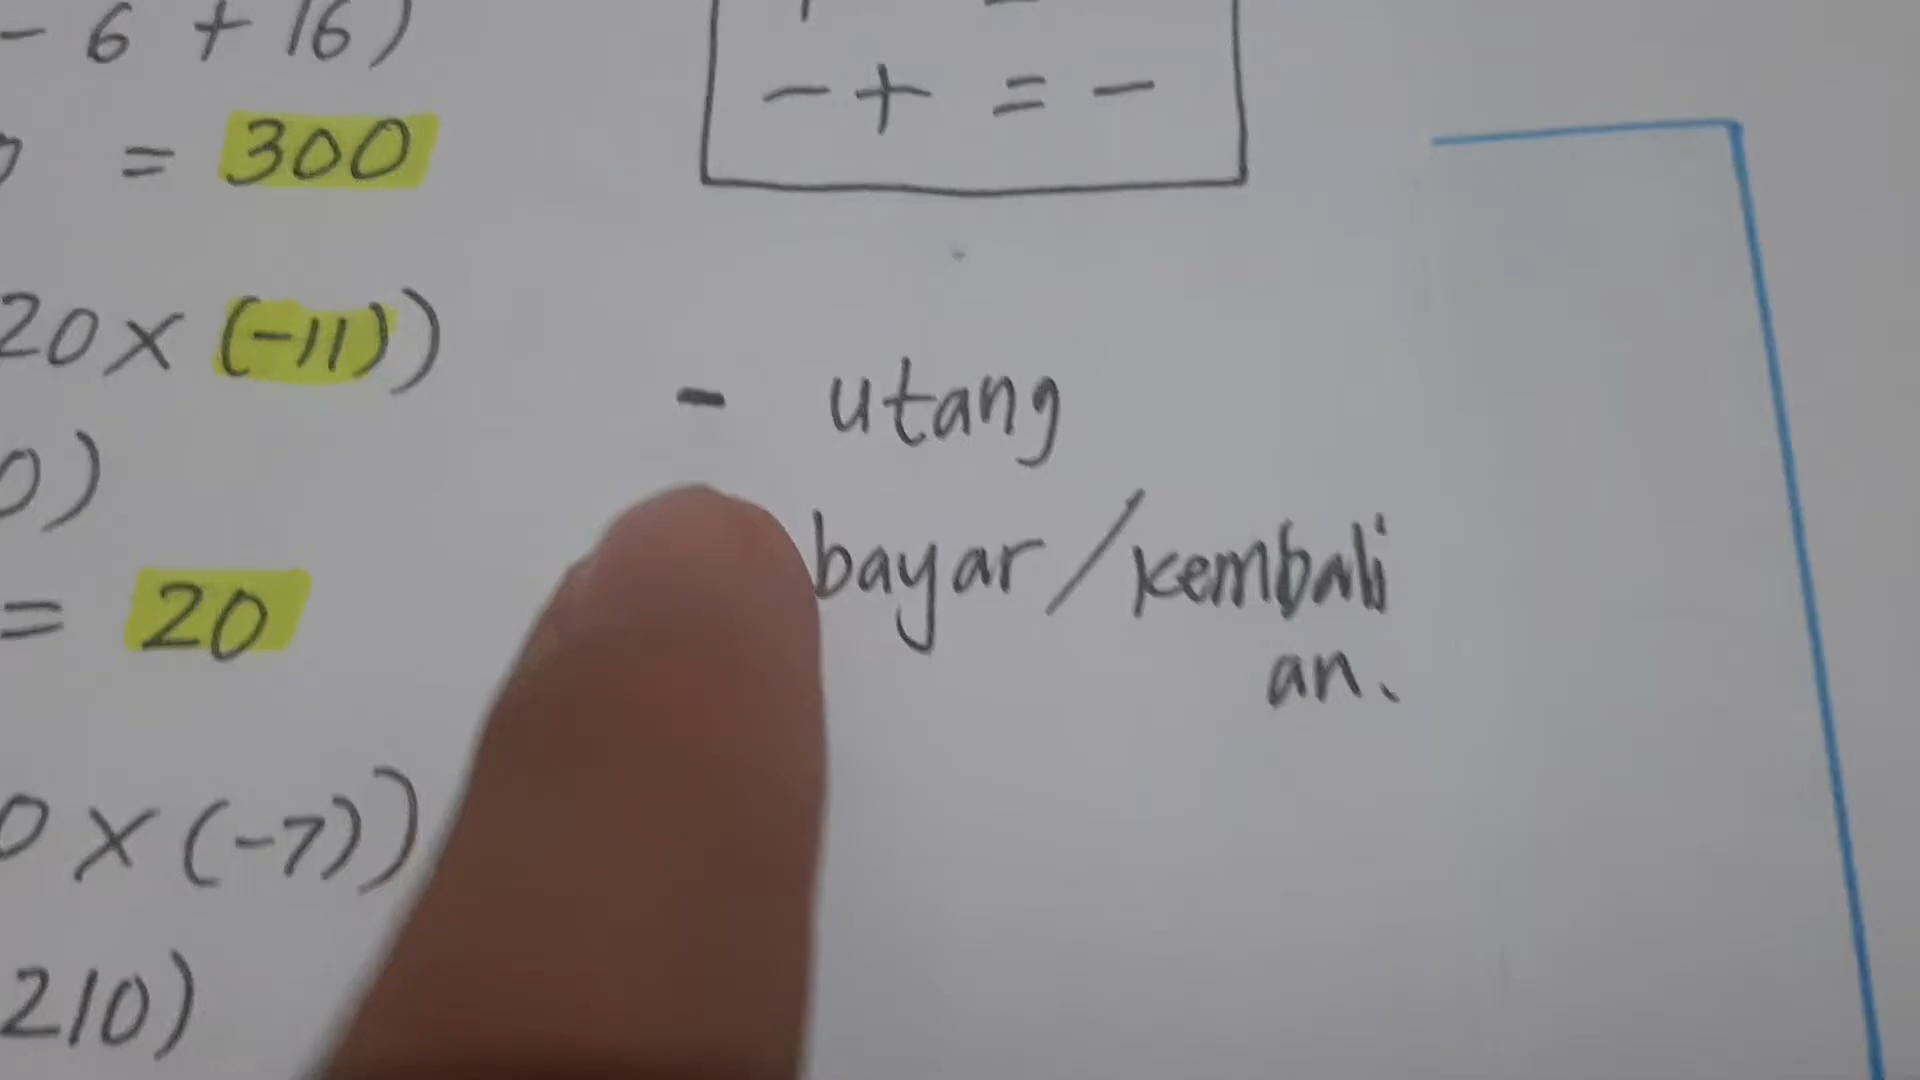 - 6 + 16)
= 300
20 x (-11))
0)
= 20
0 x (-7))
210)
- + = -
- utang
bayar/kembali
an.